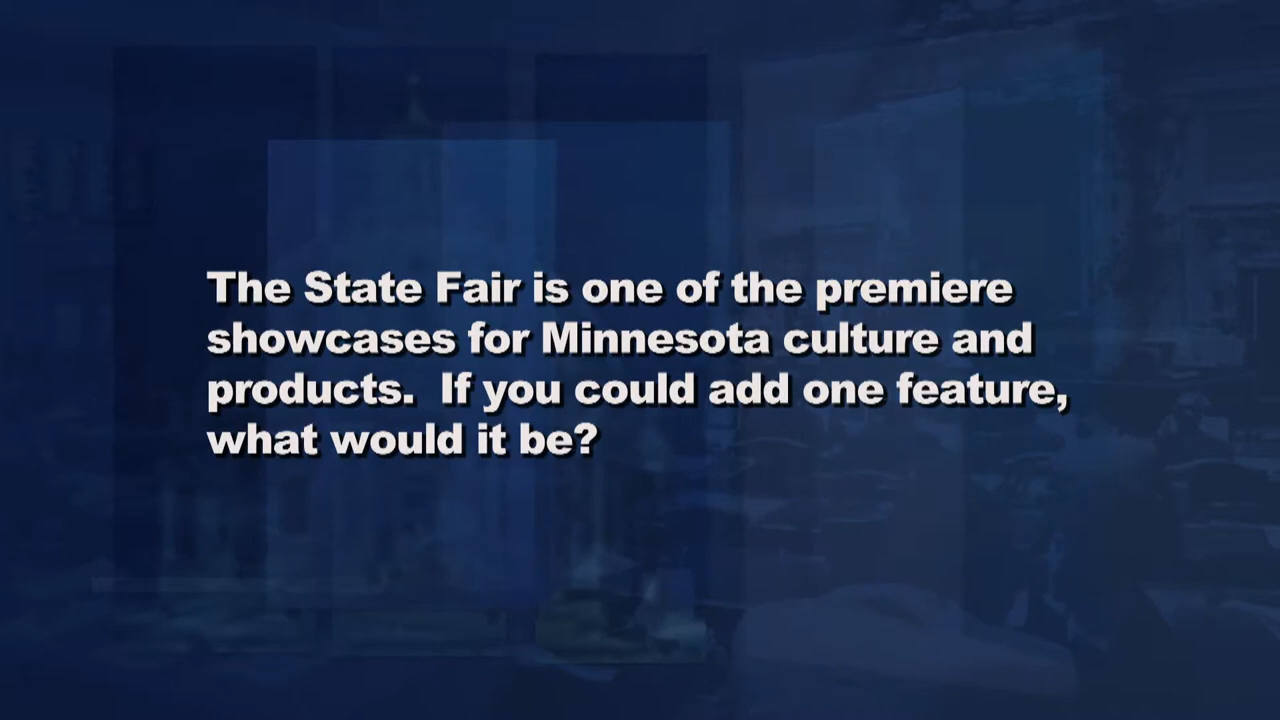 The State Fair is one of the premiere
showcases for Minnesota culture and
products.  If you could add one feature,
what would it be?